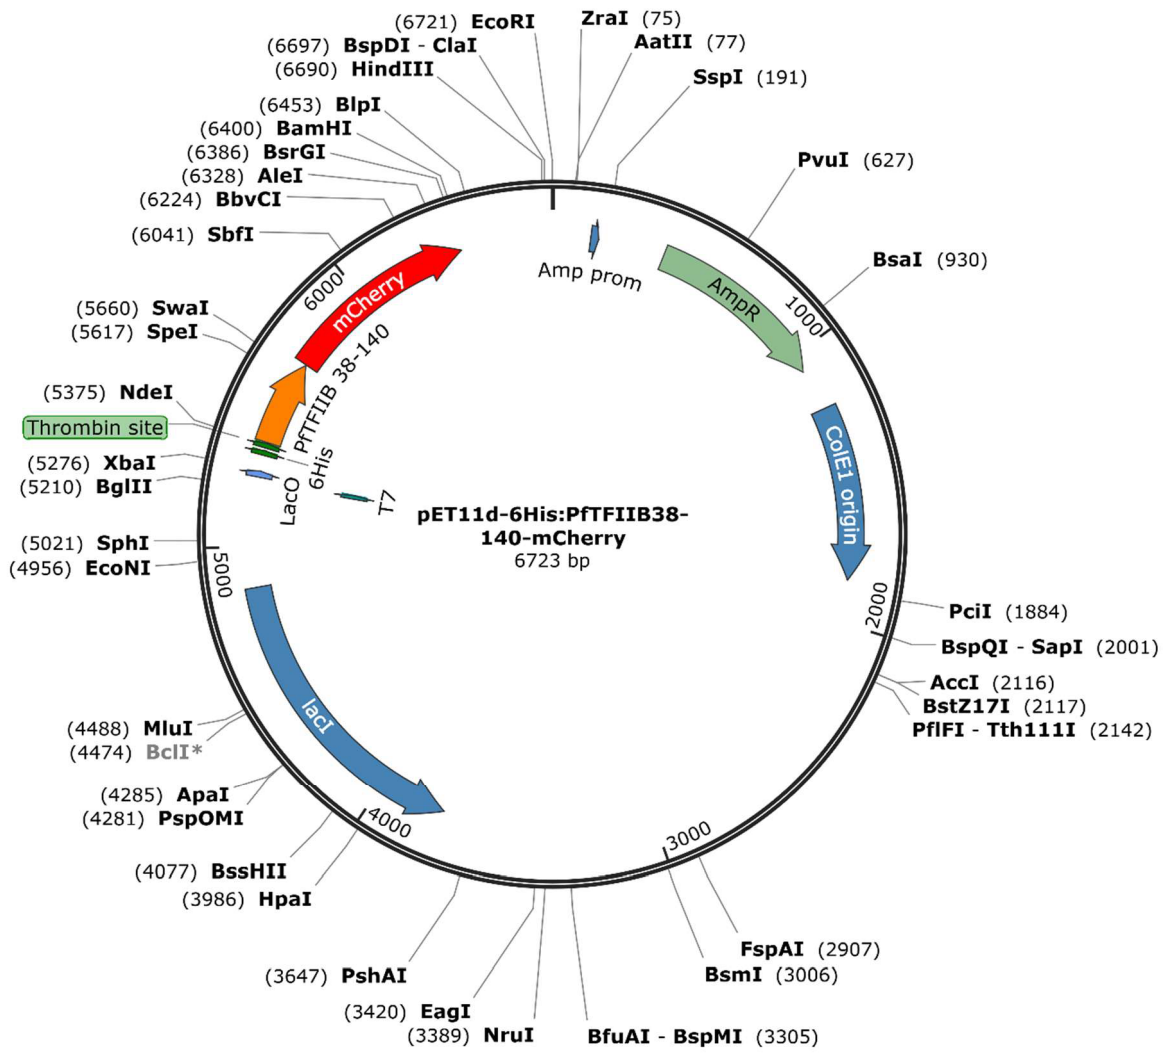 (6721) EcoRI
ZraI (75)
(6697) BspDI - ClaI
AatII (77)
(6690) HindIII
SspI (191)
(6453) BlpI
(6400) BamHI
(6386) BsrGI
PvuI (627)
(6328) AleI
(6224) BbvCI
(6041) SbfI
BsaI (930)
Amp prom
6000
mCherry
AmpR
1000
(5660) SwaI
(5617) SpeI
PfTFIIB 38-140
(5375) NdeI
Thrombin site
(5276) XbaI
6His
(5210) BglII
LacO
T7
ColE1 origin
pET11d-6His:PfTFIIB38-
140-mCherry
6723 bp
(5021) SphI
(4956) EcoNI
5000
2000
PciI (1884)
BspQI - SapI (2001)
AccI (2116)
BstZ17I (2117)
PflFI - Tth111I (2142)
lacI
(4488) MluI
(4474) BclI*
(4285) ApaI
(4281) PspOMI
4000
3000
(4077) BssHII
(3986) HpaI
FspAI (2907)
BsmI (3006)
(3647) PshAI
(3420) EagI
(3389) NruI
BfuAI - BspMI (3305)